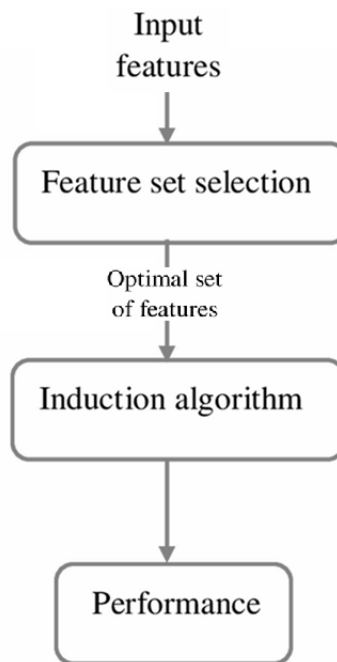 Input
features
Feature set selection
Optimal set
of features
Induction algorithm
Performance